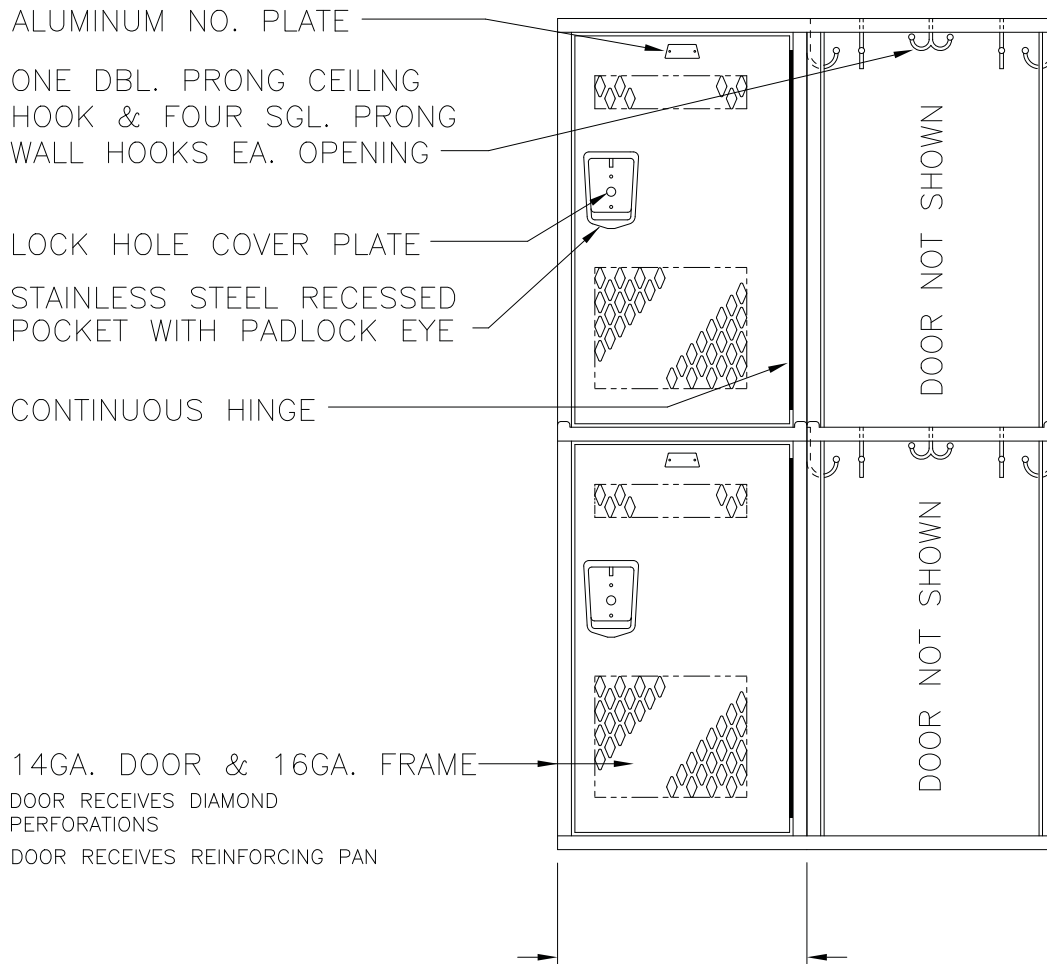 ALUMINUM NO. PLATE
ONE DBL. PRONG CEILING
HOOK & FOUR SGL. PRONG
WALL HOOKS EA. OPENING
LOCK HOLE COVER PLATE
STAINLESS STEEL RECESSED
POCKET WITH PADLOCK EYE
CONTINUOUS HINGE
14GA. DOOR & 16GA. FRAME
DOOR RECEIVES DIAMOND
PERFORATIONS
DOOR RECEIVES REINFORCING PAN
DOOR NOT SHOWN
DOOR NOT SHOWN